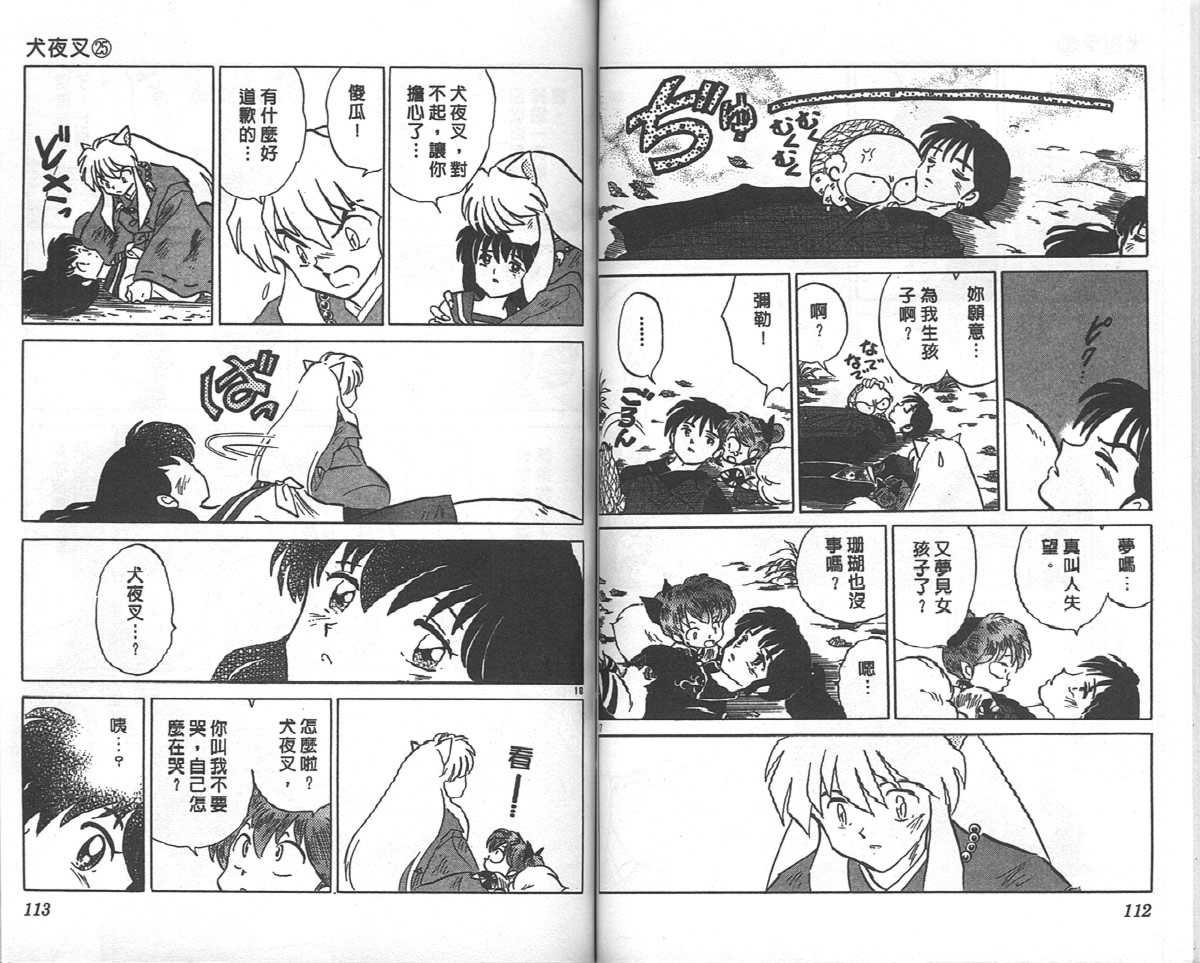 ぢゅ
むくむく
むくむく
ピク…
妳願意…
為我生孩
子啊？
なでなで
啊？
彌勒！
……
ごろん
夢嗎…
真叫人失
望。
又夢見女
孩子了？
珊瑚也沒
事嗎？
嗯…
112
犬夜叉㉕
犬夜叉，對
不起，讓你
擔心了…
傻瓜！
有什麼好
道歉的…
どさっ
ばっ
犬夜叉…？
看——…
怎麼啦？
犬夜叉，
你叫我不要
哭，自己怎
麼在哭？
咦…？
113